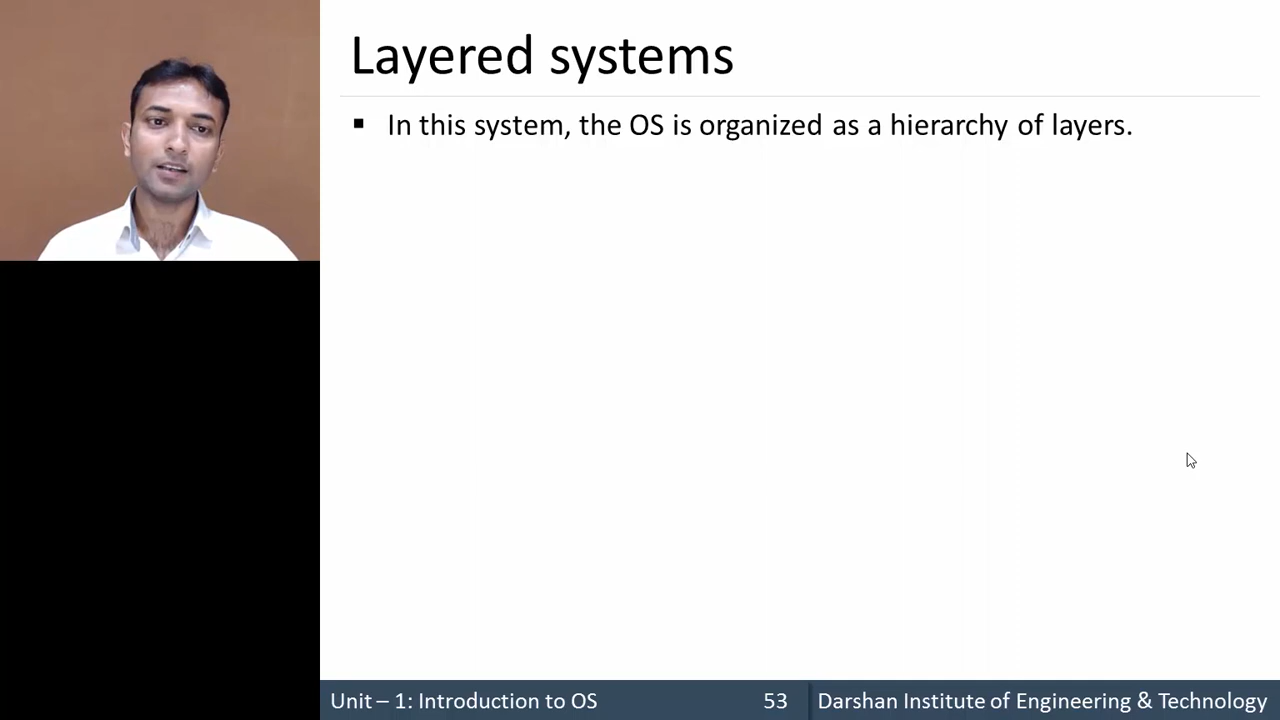 Layered systems
▪ In this system, the OS is organized as a hierarchy of layers.
Unit – 1: Introduction to OS 53 Darshan Institute of Engineering & Technology